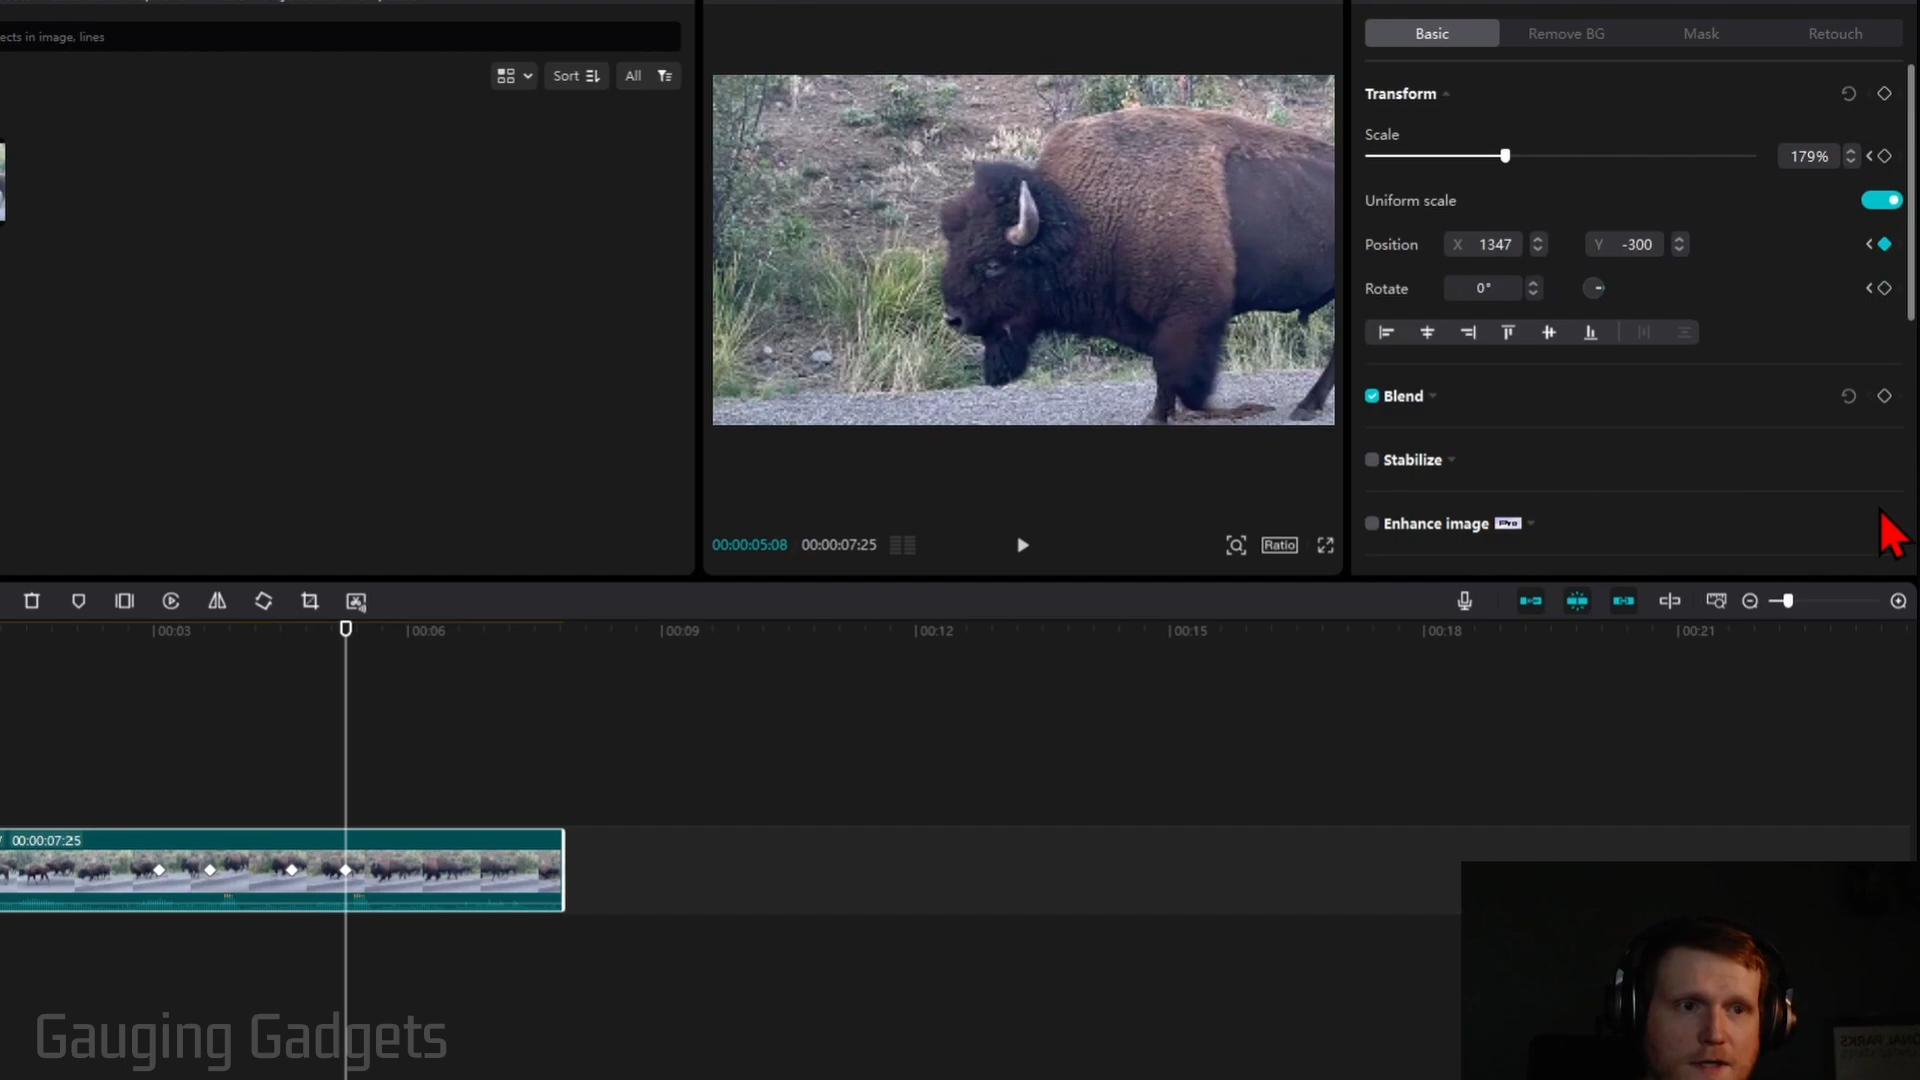 ects in image, lines
Sort
All
00:00:05:08
00:00:07:25
Ratio
Basic
Remove BG
Mask
Retouch
Transform
Scale
179%
Uniform scale
Position X 1347 Y -300
Rotate 0°
Blend
Stabilize
Enhance image Pro
00:03
00:06
00:09
00:12
00:15
00:18
00:21
00:00:07:25
Gauging Gadgets